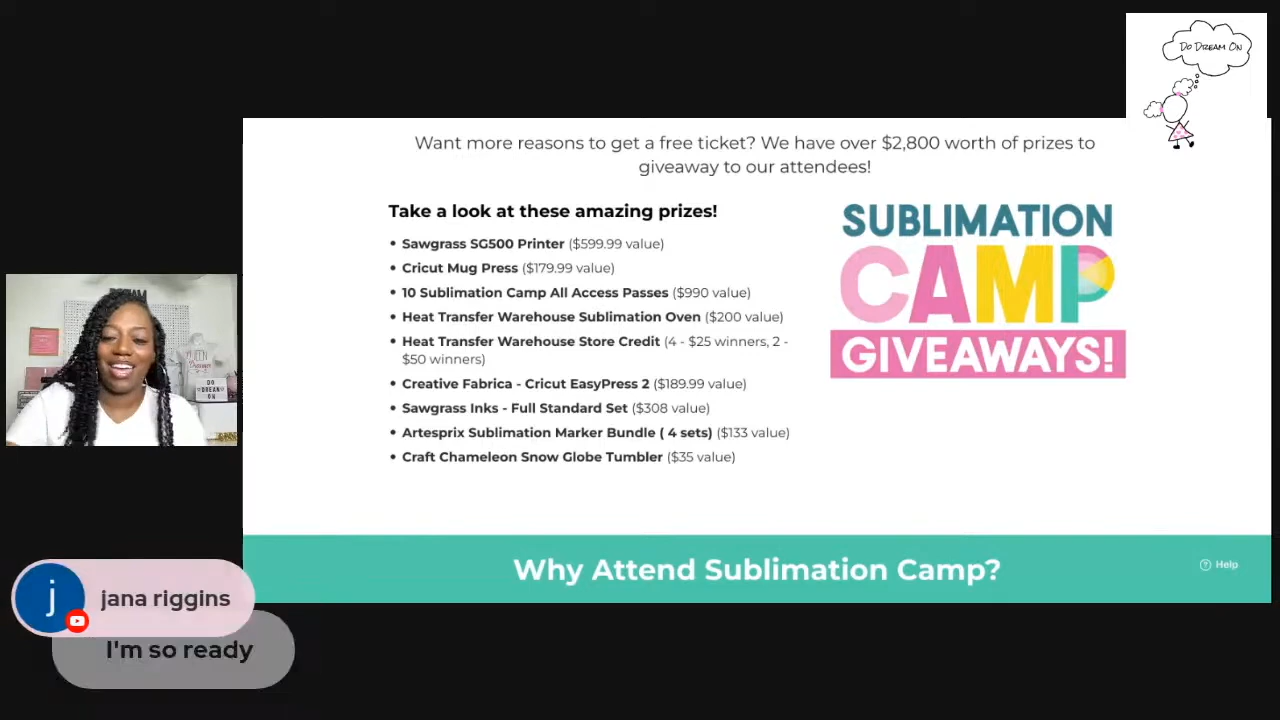 Do Dream On
Want more reasons to get a free ticket? We have over $2,800 worth of prizes to
giveaway to our attendees!
Take a look at these amazing prizes!
• Sawgrass SG500 Printer ($599.99 value)
• Cricut Mug Press ($179.99 value)
• 10 Sublimation Camp All Access Passes ($990 value)
• Heat Transfer Warehouse Sublimation Oven ($200 value)
• Heat Transfer Warehouse Store Credit (4 - $25 winners, 2 -
$50 winners)
• Creative Fabrica - Cricut EasyPress 2 ($189.99 value)
• Sawgrass Inks - Full Standard Set ($308 value)
• Artesprix Sublimation Marker Bundle ( 4 sets) ($133 value)
• Craft Chameleon Snow Globe Tumbler ($35 value)
SUBLIMATION
CAMP
GIVEAWAYS!
DO
DREAM
ON
Why Attend Sublimation Camp?
Help
j
jana riggins
I'm so ready